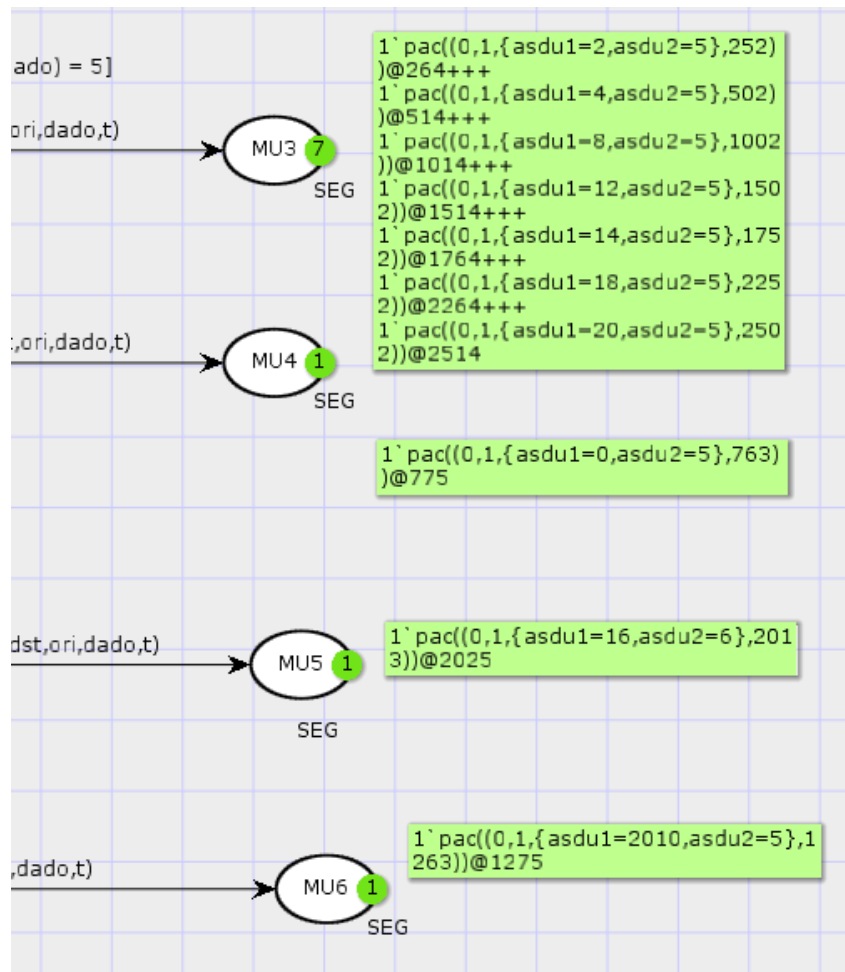 1`pac((0,1,{asdu1=2,asdu2=5},252)
)@264+++
1`pac((0,1,{asdu1=4,asdu2=5},502)
)@514+++
1`pac((0,1,{asdu1=8,asdu2=5},1002
))@1014+++
1`pac((0,1,{asdu1=12,asdu2=5},150
2))@1514+++
1`pac((0,1,{asdu1=14,asdu2=5},175
2))@1764+++
1`pac((0,1,{asdu1=18,asdu2=5},225
2))@2264+++
1`pac((0,1,{asdu1=20,asdu2=5},250
2))@2514
ado) = 5]
ori,dado,t)
MU3 7
SEG
,ori,dado,t)
MU4 1
SEG
1`pac((0,1,{asdu1=0,asdu2=5},763)
)@775
dst,ori,dado,t)
MU5 1
SEG
1`pac((0,1,{asdu1=16,asdu2=6},201
3))@2025
,dado,t)
MU6 1
SEG
1`pac((0,1,{asdu1=2010,asdu2=5},1
263))@1275